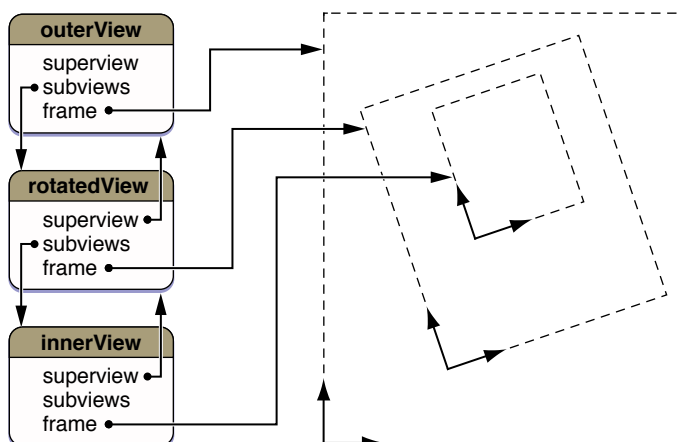 outerView
superview
subviews
frame
rotatedView
superview
subviews
frame
innerView
superview
subviews
frame